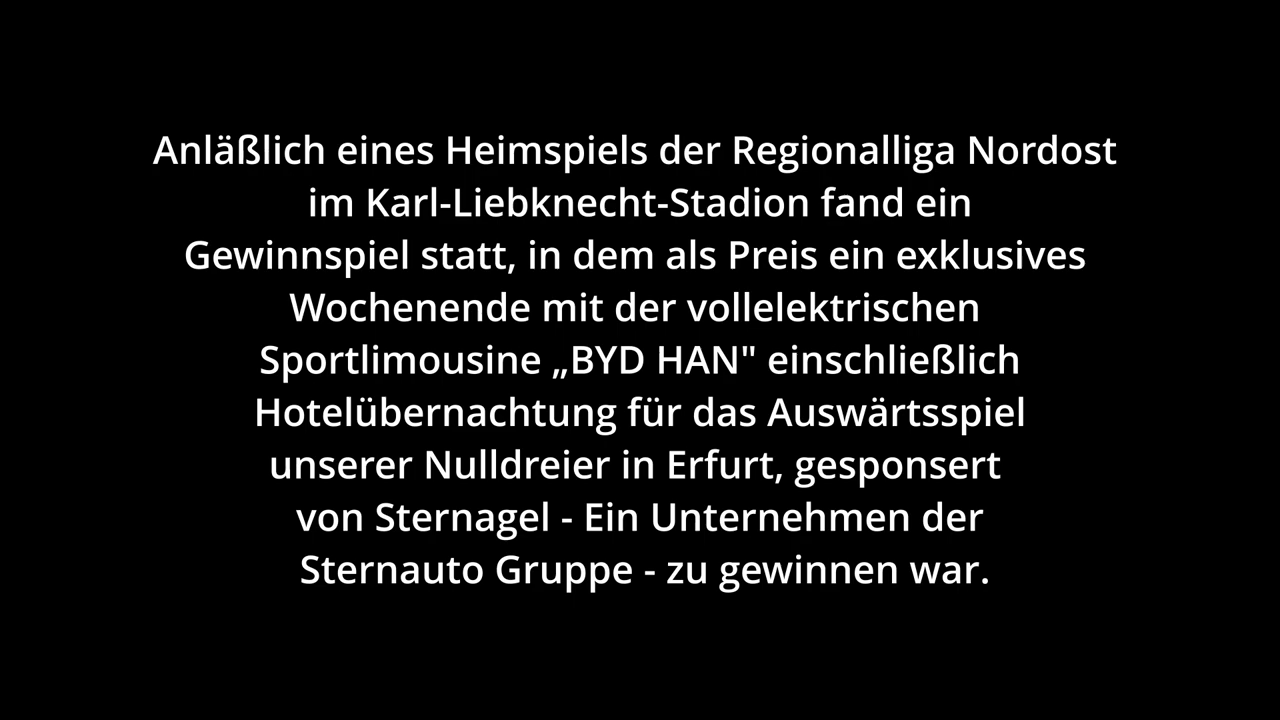 Anläßlich eines Heimspiels der Regionalliga Nordost
im Karl-Liebknecht-Stadion fand ein
Gewinnspiel statt, in dem als Preis ein exklusives
Wochenende mit der vollelektrischen
Sportlimousine „BYD HAN" einschließlich
Hotelübernachtung für das Auswärtsspiel
unserer Nulldreier in Erfurt, gesponsert
von Sternagel - Ein Unternehmen der
Sternauto Gruppe - zu gewinnen war.